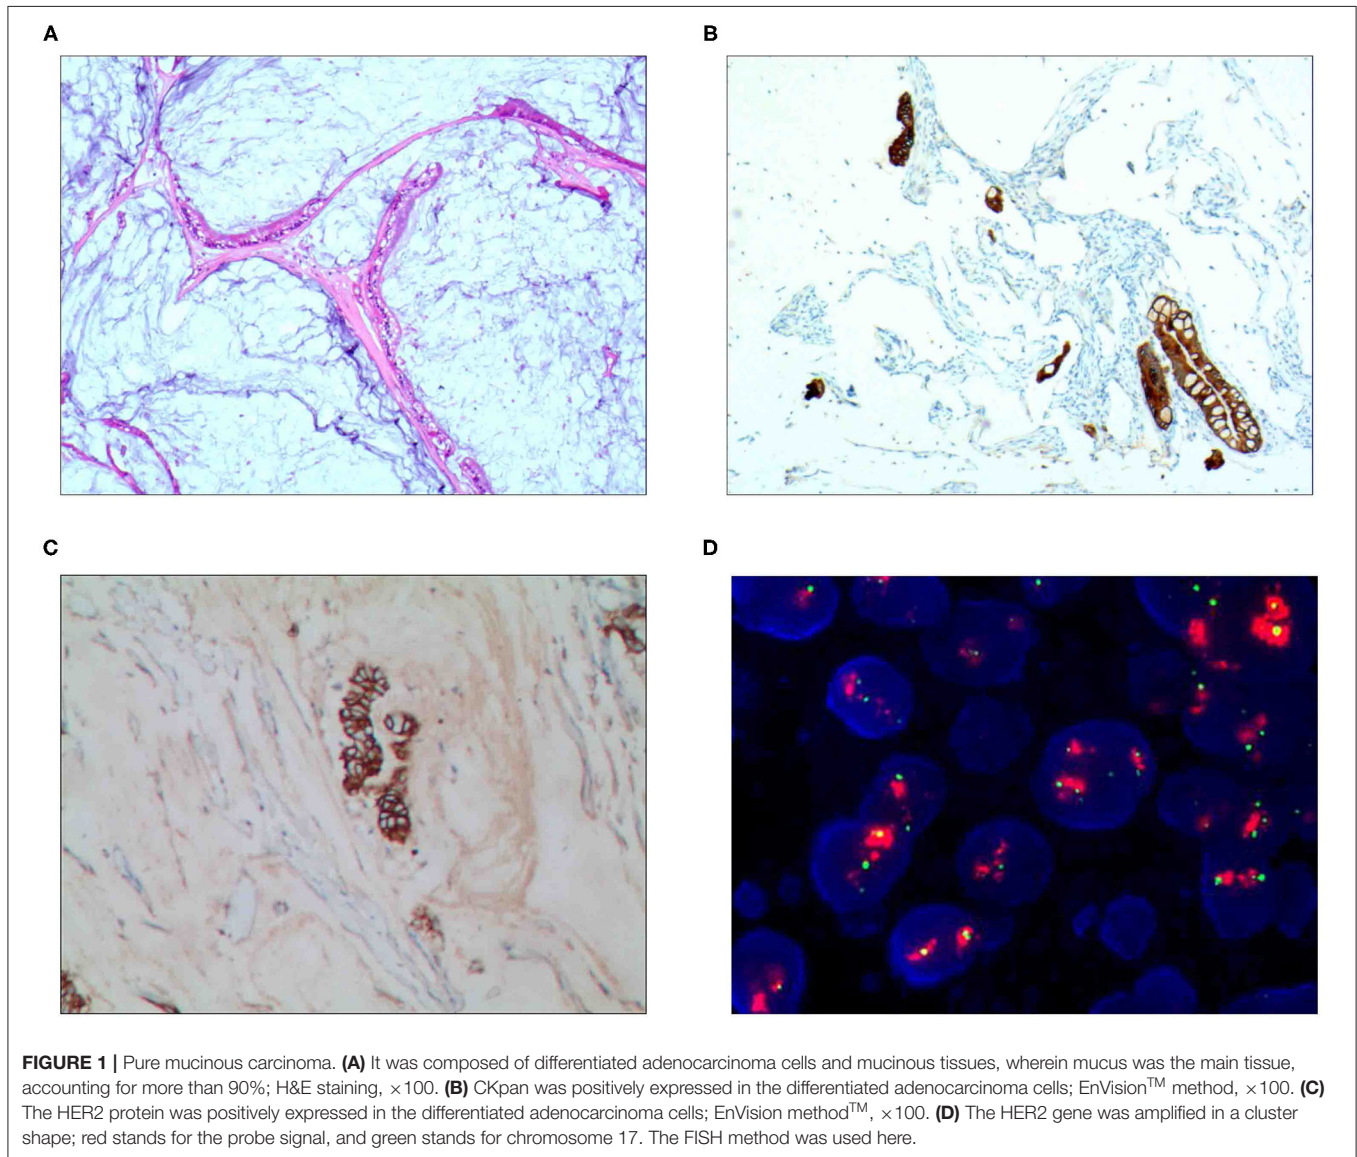 A
B
C
D
FIGURE 1 | Pure mucinous carcinoma. (A) It was composed of differentiated adenocarcinoma cells and mucinous tissues, wherein mucus was the main tissue,
accounting for more than 90%; H&E staining, ×100. (B) CKpan was positively expressed in the differentiated adenocarcinoma cells; EnVision™ method, ×100. (C)
The HER2 protein was positively expressed in the differentiated adenocarcinoma cells; EnVision method™, ×100. (D) The HER2 gene was amplified in a cluster
shape; red stands for the probe signal, and green stands for chromosome 17. The FISH method was used here.